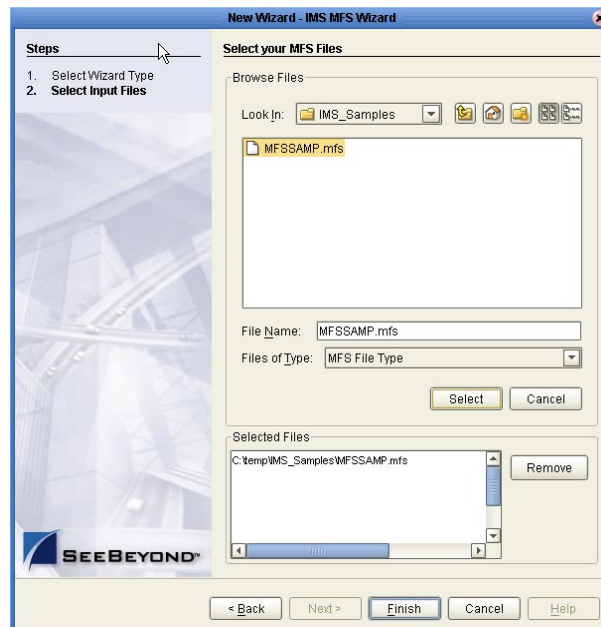 New Wizard - IMS MFS Wizard
Steps
1. Select Wizard Type
2. Select Input Files
Select your MFS Files
Browse Files
Look In: IMS_Samples
MFSSAMP.mfs
File Name: MFSSAMP.mfs
Files of Type: MFS File Type
Select Cancel
Selected Files
C:\temp\IMS_Samples\MFSSAMP.mfs
Remove
SEEBEYOND™
< Back Next > Finish Cancel Help